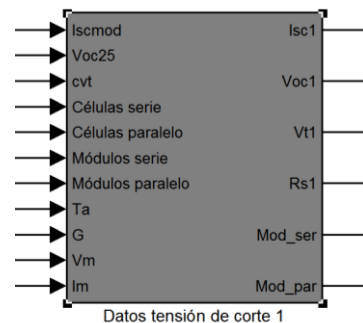 Iscmod Isc1
Voc25
cvt Voc1
Células serie
Células paralelo Vt1
Módulos serie
Módulos paralelo Rs1
Ta
G Mod_ser
Vm
Im Mod_par
Datos tensión de corte 1